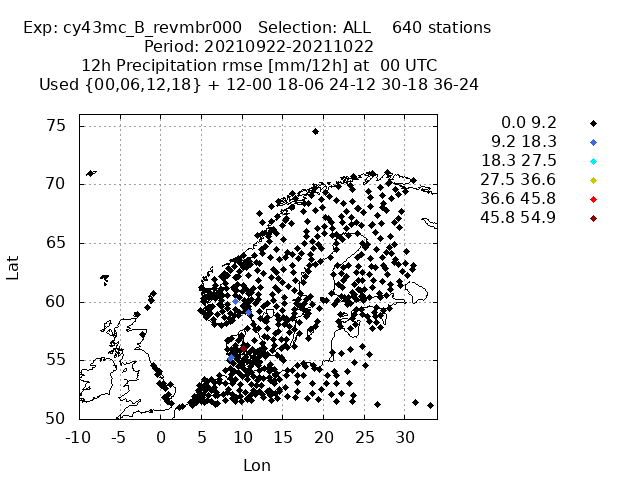 Exp: cy43mc_B_revmbr000 Selection: ALL 640 stations
Period: 20210922-20211022
12h Precipitation rmse [mm/12h] at 00 UTC
Used {00,06,12,18} + 12-00 18-06 24-12 30-18 36-24
0.0 9.2
9.2 18.3
18.3 27.5
27.5 36.6
36.6 45.8
45.8 54.9
Lat
75
70
65
60
55
50
-10 -5 0 5 10 15 20 25 30
Lon